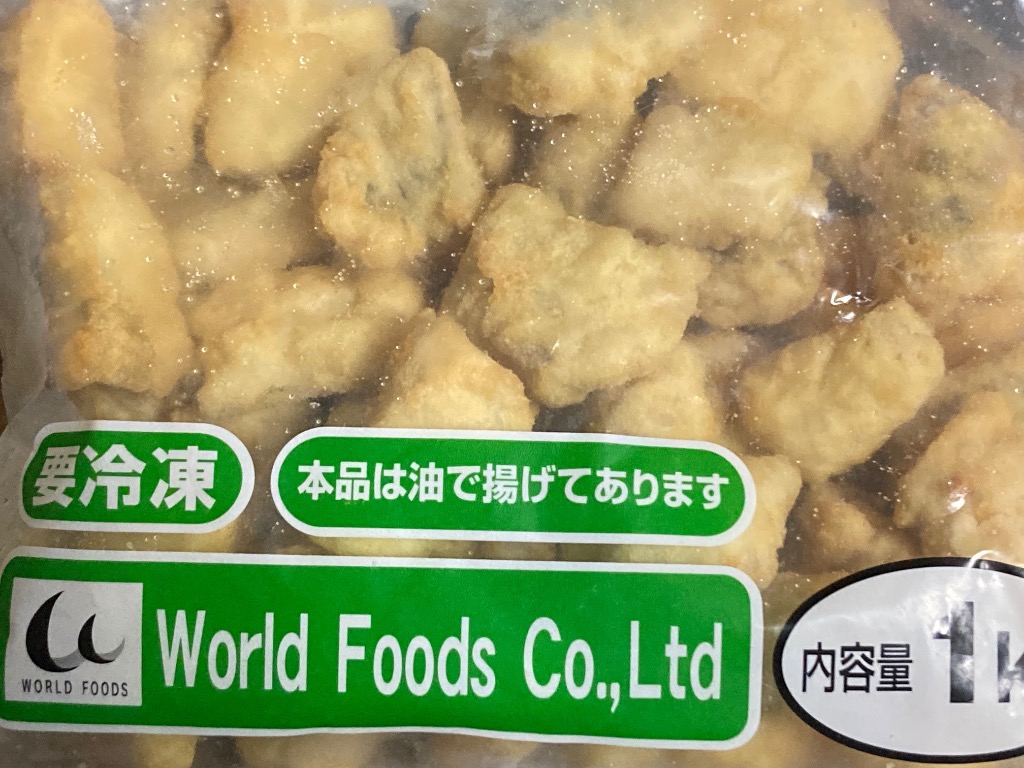 要冷凍
本品は油で揚げてあります
WORLD FOODS
World Foods Co.,Ltd
内容量 1k